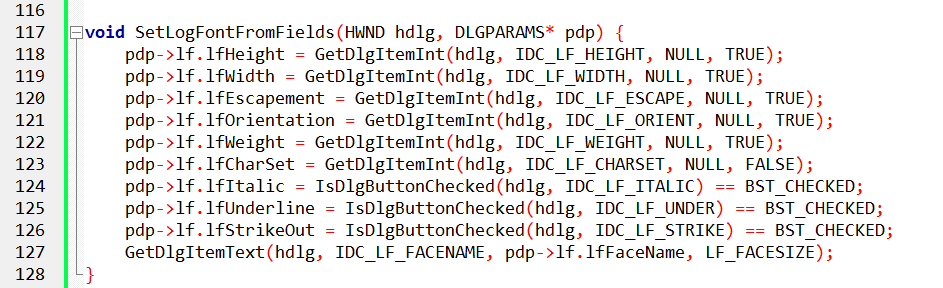 116
117 void SetLogFontFromFields(HWND hdlg, DLGPARAMS* pdp) {
118     pdp->lf.lfHeight = GetDlgItemInt(hdlg, IDC_LF_HEIGHT, NULL, TRUE);
119     pdp->lf.lfWidth = GetDlgItemInt(hdlg, IDC_LF_WIDTH, NULL, TRUE);
120     pdp->lf.lfEscapement = GetDlgItemInt(hdlg, IDC_LF_ESCAPE, NULL, TRUE);
121     pdp->lf.lfOrientation = GetDlgItemInt(hdlg, IDC_LF_ORIENT, NULL, TRUE);
122     pdp->lf.lfWeight = GetDlgItemInt(hdlg, IDC_LF_WEIGHT, NULL, TRUE);
123     pdp->lf.lfCharSet = GetDlgItemInt(hdlg, IDC_LF_CHARSET, NULL, FALSE);
124     pdp->lf.lfItalic = IsDlgButtonChecked(hdlg, IDC_LF_ITALIC) == BST_CHECKED;
125     pdp->lf.lfUnderline = IsDlgButtonChecked(hdlg, IDC_LF_UNDER) == BST_CHECKED;
126     pdp->lf.lfStrikeOut = IsDlgButtonChecked(hdlg, IDC_LF_STRIKE) == BST_CHECKED;
127     GetDlgItemText(hdlg, IDC_LF_FACENAME, pdp->lf.lfFaceName, LF_FACESIZE);
128 }